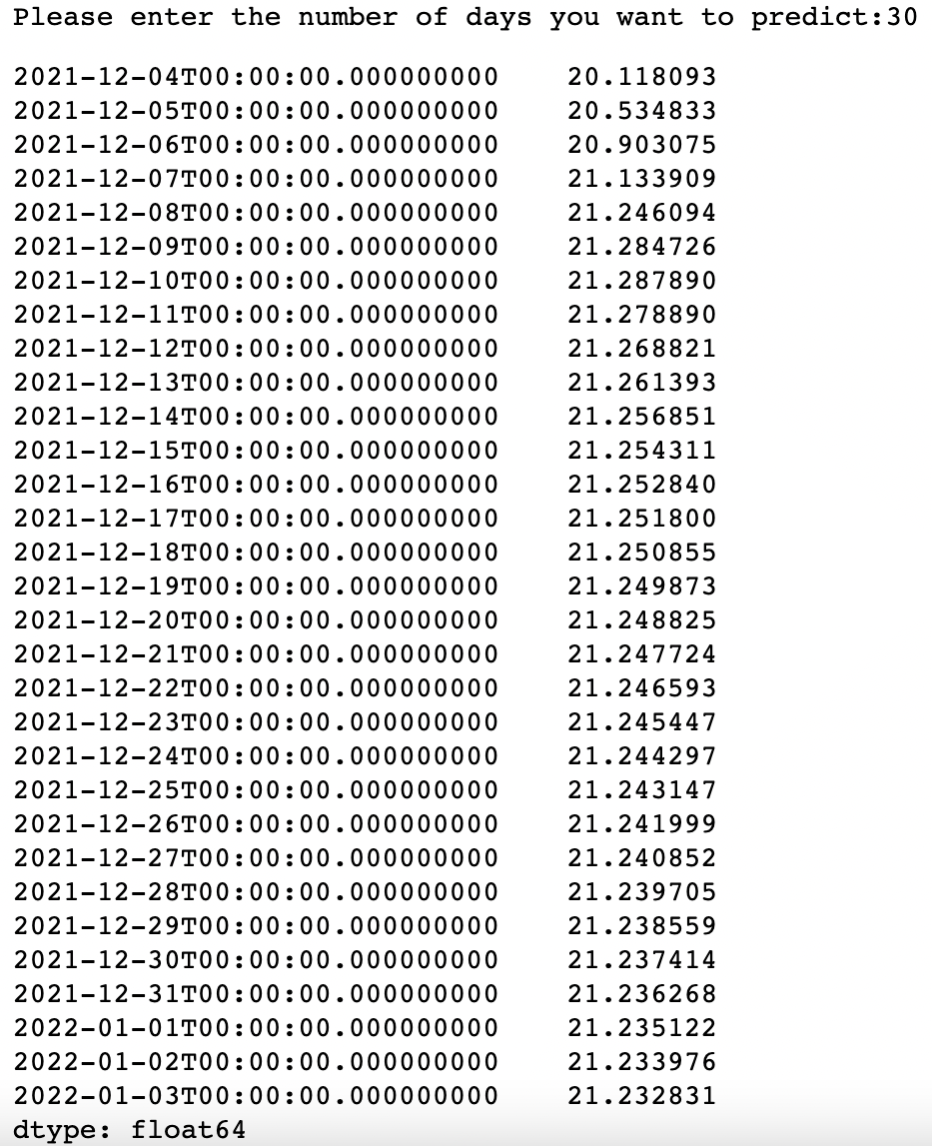 Please enter the number of days you want to predict:30
2021-12-04T00:00:00.000000000    20.118093
2021-12-05T00:00:00.000000000    20.534833
2021-12-06T00:00:00.000000000    20.903075
2021-12-07T00:00:00.000000000    21.133909
2021-12-08T00:00:00.000000000    21.246094
2021-12-09T00:00:00.000000000    21.284726
2021-12-10T00:00:00.000000000    21.287890
2021-12-11T00:00:00.000000000    21.278890
2021-12-12T00:00:00.000000000    21.268821
2021-12-13T00:00:00.000000000    21.261393
2021-12-14T00:00:00.000000000    21.256851
2021-12-15T00:00:00.000000000    21.254311
2021-12-16T00:00:00.000000000    21.252840
2021-12-17T00:00:00.000000000    21.251800
2021-12-18T00:00:00.000000000    21.250855
2021-12-19T00:00:00.000000000    21.249873
2021-12-20T00:00:00.000000000    21.248825
2021-12-21T00:00:00.000000000    21.247724
2021-12-22T00:00:00.000000000    21.246593
2021-12-23T00:00:00.000000000    21.245447
2021-12-24T00:00:00.000000000    21.244297
2021-12-25T00:00:00.000000000    21.243147
2021-12-26T00:00:00.000000000    21.241999
2021-12-27T00:00:00.000000000    21.240852
2021-12-28T00:00:00.000000000    21.239705
2021-12-29T00:00:00.000000000    21.238559
2021-12-30T00:00:00.000000000    21.237414
2021-12-31T00:00:00.000000000    21.236268
2022-01-01T00:00:00.000000000    21.235122
2022-01-02T00:00:00.000000000    21.233976
2022-01-03T00:00:00.000000000    21.232831
dtype: float64